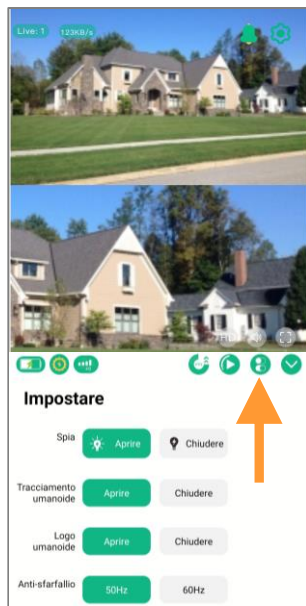 Live: 1 123KB/s
FHD
Impostare
Spia Aprire Chiudere
Tracciamento
umanoide Aprire Chiudere
Logo
umanoide Aprire Chiudere
Anti-sfarfallio 50Hz 60Hz